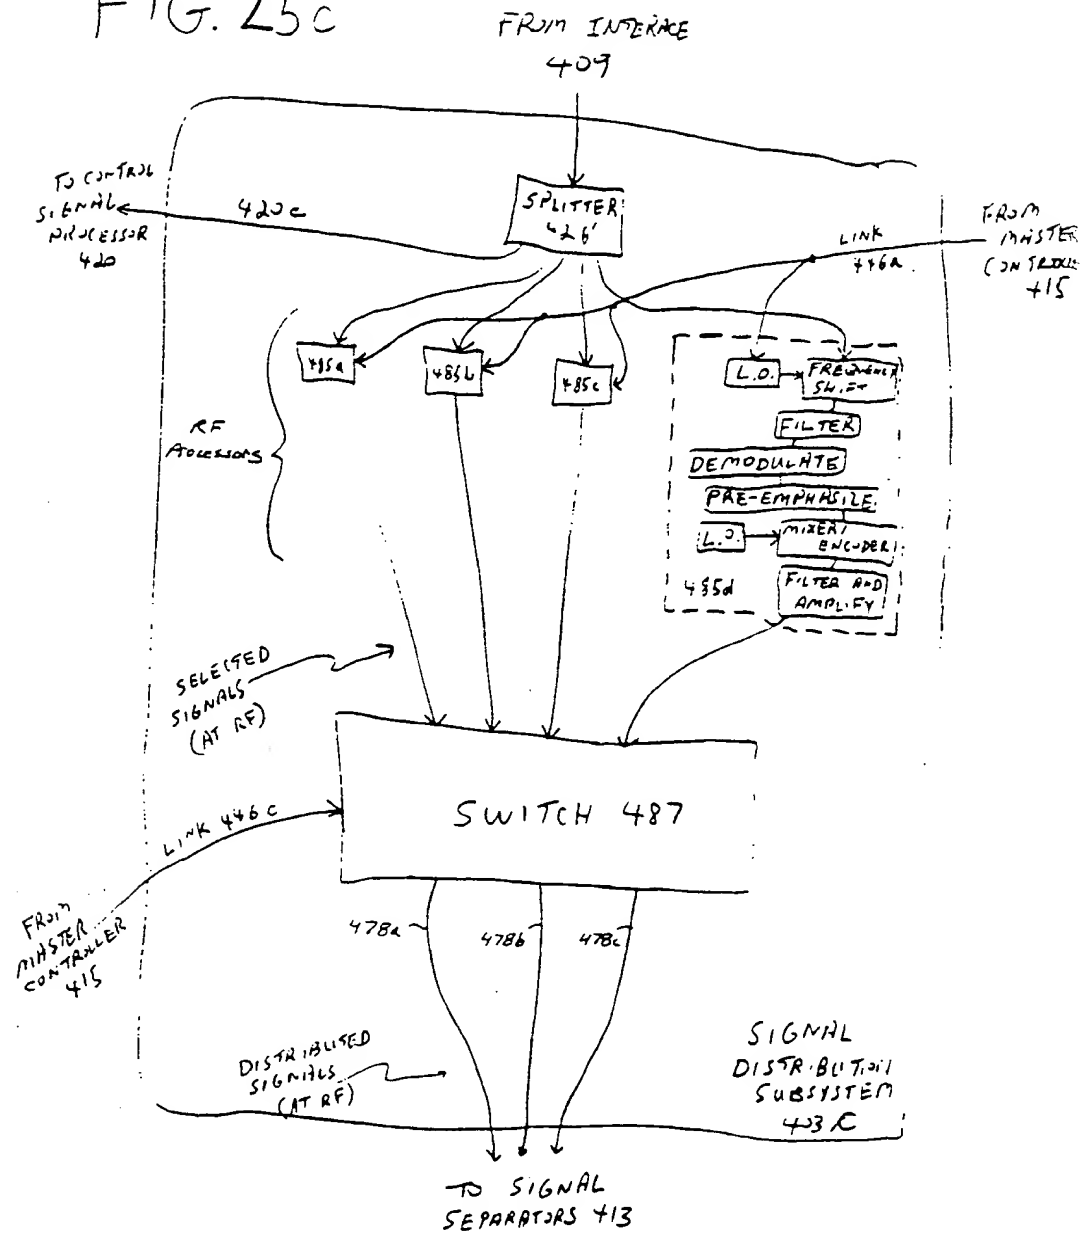 FIG. 25c
FROM INTERFACE
409
TO CONTROL
SIGNAL
PROCESSOR
420
420c
SPLITTER
426'
LINK
446a
FROM
MASTER
CONTROLLER
415
485a
485b
485c
L.O.
FREQUENCY
SHIFT
FILTER
DEMODULATE
PRE-EMPHASIZE
L.O.
MIXER/
ENCODER
FILTER AND
AMPLIFY
485d
RF
PROCESSORS
SELECTED
SIGNALS
(AT RF)
SWITCH 487
LINK 446c
FROM
MASTER
CONTROLLER
415
478a
478b
478c
DISTRIBUTED
SIGNALS
(AT RF)
SIGNAL
DISTRIBUTION
SUBSYSTEM
403C
TO SIGNAL
SEPARATORS 413